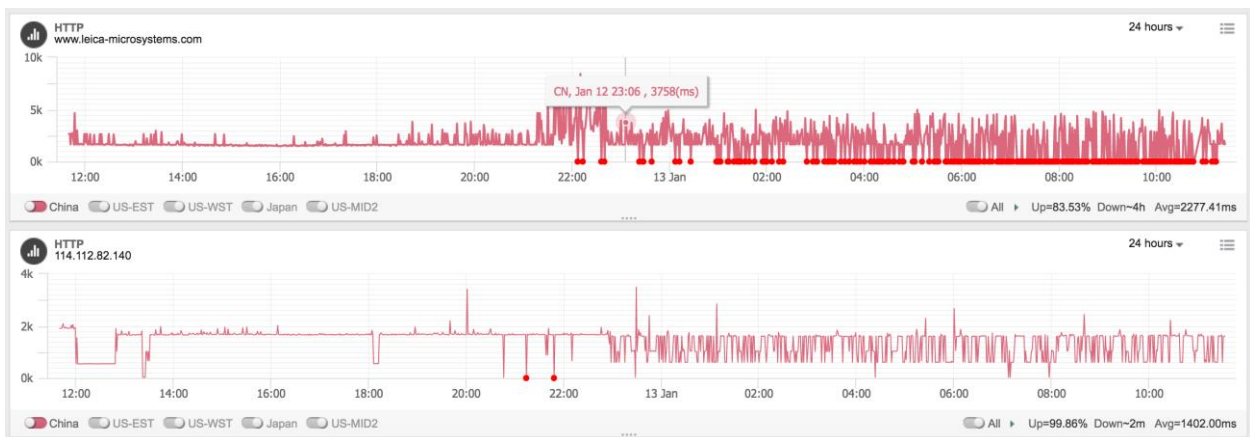 HTTP
www.leica-microsystems.com
24 hours
10k
5k
0k
CN, Jan 12 23:06 , 3758(ms)
12:00 14:00 16:00 18:00 20:00 22:00 13 Jan 02:00 04:00 06:00 08:00 10:00
China US-EST US-WST Japan US-MID2 All Up=83.53% Down~4h Avg=2277.41ms
HTTP
114.112.82.140
24 hours
4k
2k
0k
12:00 14:00 16:00 18:00 20:00 22:00 13 Jan 02:00 04:00 06:00 08:00 10:00
China US-EST US-WST Japan US-MID2 All Up=99.86% Down~2m Avg=1402.00ms